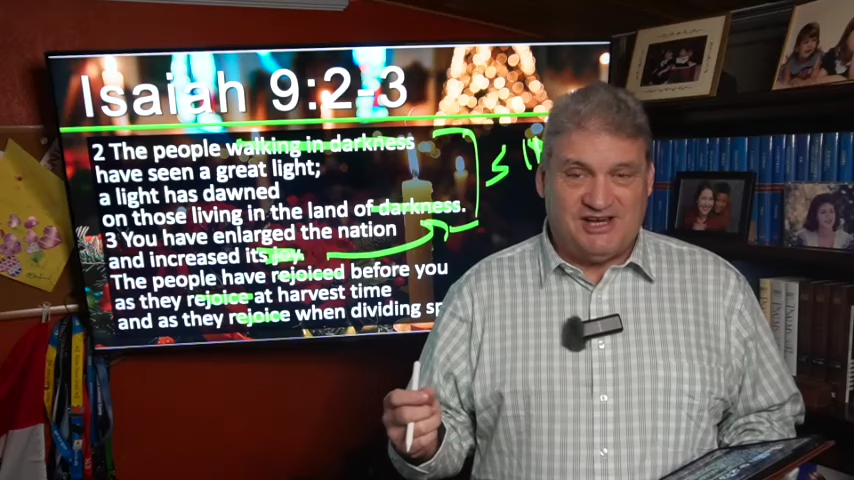 Isaiah 9:2-3
2 The people walking in darkness
have seen a great light;
a light has dawned
on those living in the land of darkness.
3 You have enlarged the nation
and increased its joy.
The people have rejoiced before you
as they rejoice at harvest time
and as they rejoice when dividing